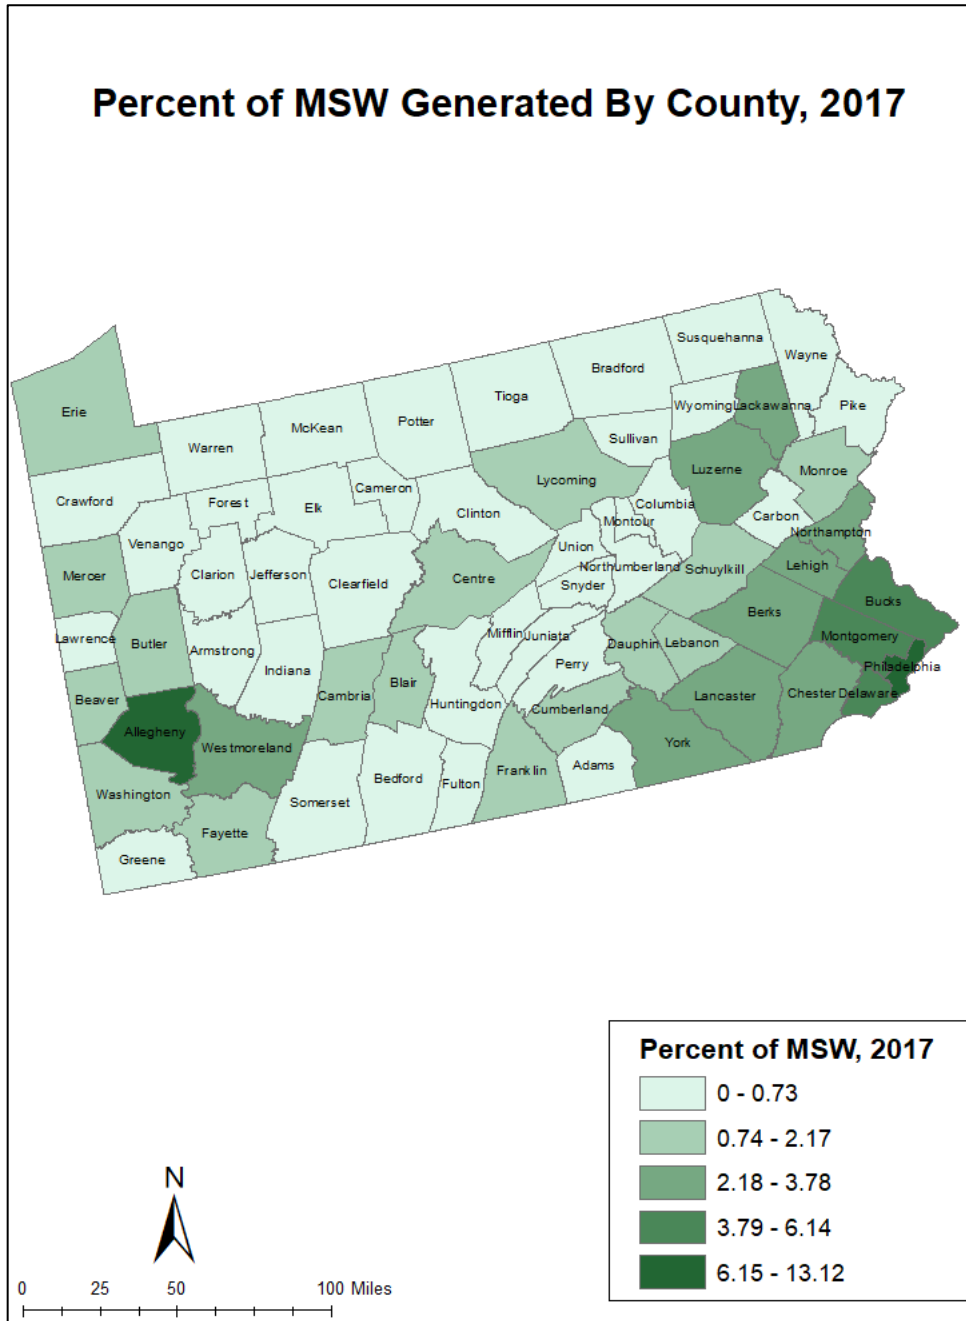 Percent of MSW Generated By County, 2017
Susquehanna
Wayne
Bradford
Tioga
Erie
Wyoming
Lackawanna
Pike
McKean
Potter
Warren
Sullivan
Luzerne
Monroe
Lycoming
Cameron
Crawford
Forest
Elk
Columbia
Clinton
Montour
Carbon
Northampton
Venango
Union
Northumberland
Schuylkill
Lehigh
Mercer
Clarion
Jefferson
Clearfield
Centre
Snyder
Bucks
Berks
Lawrence
Butler
Armstrong
Mifflin
Juniata
Dauphin
Lebanon
Montgomery
Indiana
Perry
Philadelphia
Beaver
Cambria
Blair
Huntingdon
Cumberland
Lancaster
Chester
Delaware
Allegheny
Westmoreland
York
Washington
Somerset
Bedford
Fulton
Franklin
Adams
Fayette
Greene
Percent of MSW, 2017
0 - 0.73
0.74 - 2.17
2.18 - 3.78
3.79 - 6.14
6.15 - 13.12
N
0 25 50 100 Miles